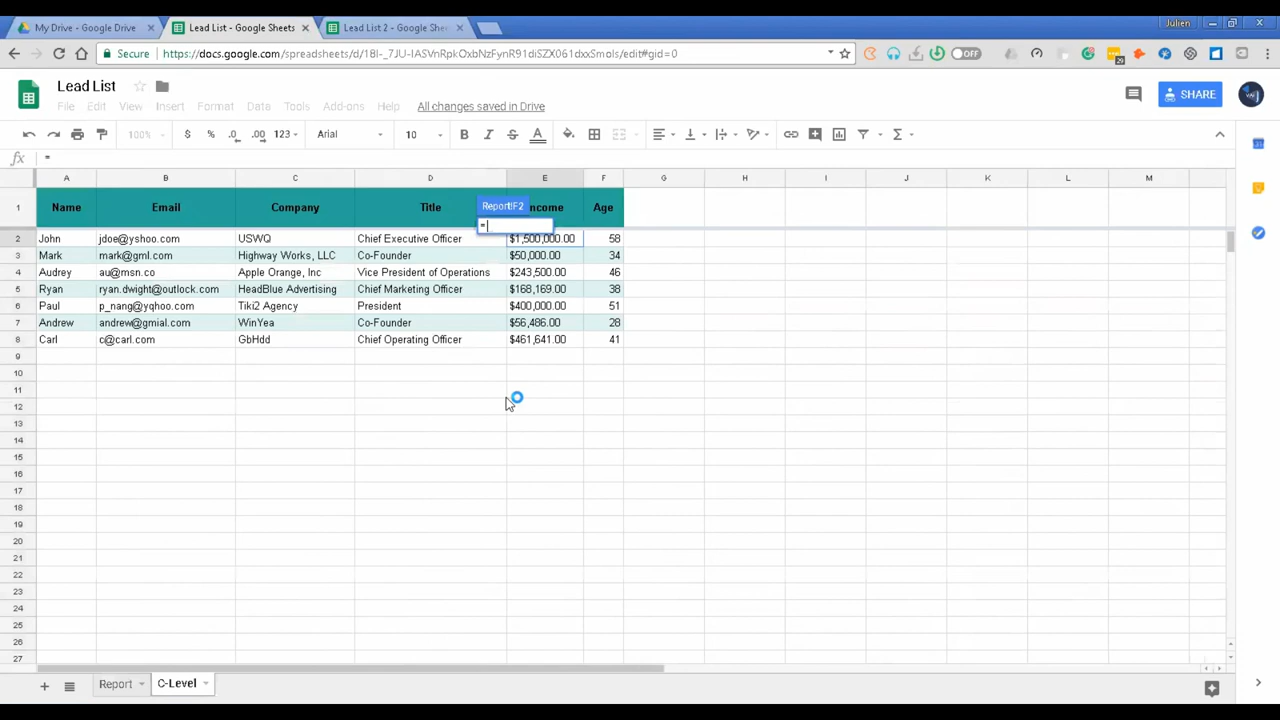 Julien
My Drive - Google Drive
Lead List - Google Sheets
Lead List 2 - Google She
Secure
https://docs.google.com/spreadsheets/d/1Bl-_7JU-IASVnRpkOxbNzFynR91diSZX061dxxSmols/edit#gid=0
OFF
Lead List
File Edit View Insert Format Data Tools Add-ons Help All changes saved in Drive
SHARE
100% $ % .0 .00 123 Arial 10 B I S A
fx =
A B C D E F G H I J K L M
1 Name Email Company Title Income Age
Report!F2
=
2 John jdoe@yshoo.com USWQ Chief Executive Officer $1,500,000.00 58
3 Mark mark@gml.com Highway Works, LLC Co-Founder $50,000.00 34
4 Audrey au@msn.co Apple Orange, Inc Vice President of Operations $243,500.00 46
5 Ryan ryan.dwight@outlock.com HeadBlue Advertising Chief Marketing Officer $168,169.00 38
6 Paul p_nang@yqhoo.com Tiki2 Agency President $400,000.00 51
7 Andrew andrew@gmial.com WinYea Co-Founder $56,486.00 28
8 Carl c@carl.com GbHdd Chief Operating Officer $461,641.00 41
9
10
11
12
13
14
15
16
17
18
19
20
21
22
23
24
25
26
27
Report
C-Level